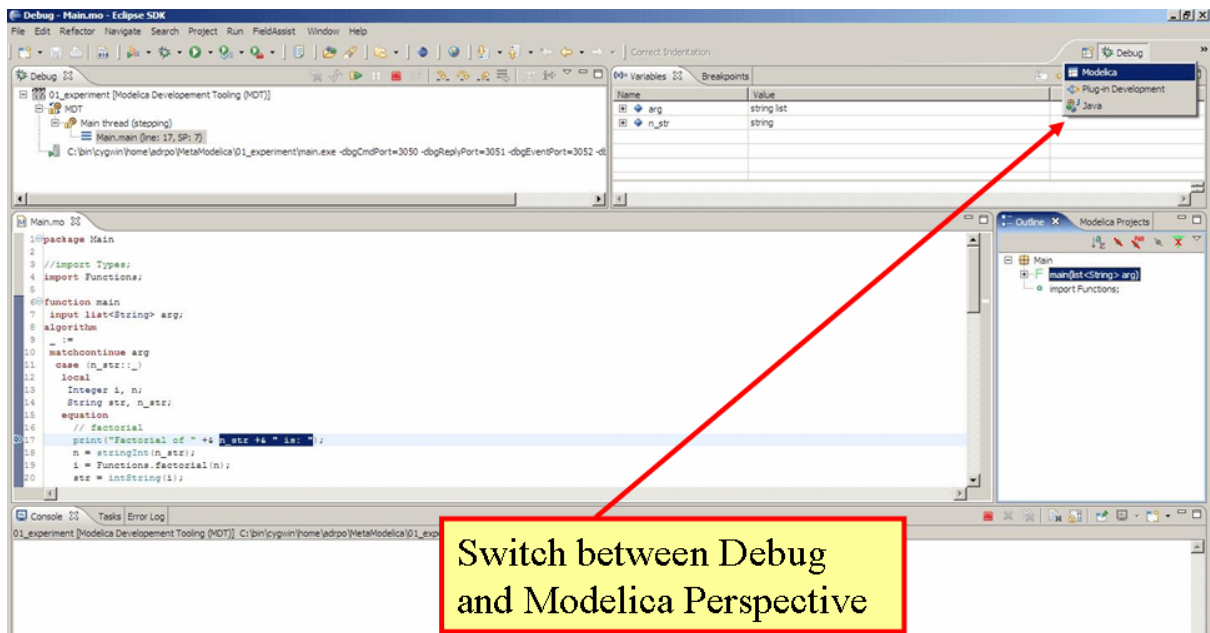 Debug - Main.mo - Eclipse SDK
File Edit Refactor Navigate Search Project Run FieldAssist Window Help
Correct Indentation
Debug
»
Modelica
Plug-in Development
Java
Debug
01_experiment [Modelica Developement Tooling (MDT)]
MDT
Main thread (stepping)
Main.main (line: 17, SP: 7)
C:\bin\cygwin\home\adrpo\MetaModelica\01_experiment\main.exe -dbgCmdPort=3050 -dbgReplyPort=3051 -dbgEventPort=3052 -d
(x)= Variables Breakpoints
Name Value
arg string list
n_str string
Main.mo
1 package Main
2
3 //import Types;
4 import Functions;
5
6 function main
7 input list<String> arg;
8 algorithm
9 _ :=
10 matchcontinue arg
11 case (n_str::_)
12 local
13 Integer i, n;
14 String str, n_str;
15 equation
16 // factorial
17 print("Factorial of " +& n_str +& " is: ");
18 n = stringInt(n_str);
19 i = Functions.factorial(n);
20 str = intString(i);
Outline Modelica Projects
Main
main(list<String> arg)
import Functions;
Console Tasks Error Log
01_experiment [Modelica Developement Tooling (MDT)] C:\bin\cygwin\home\adrpo\MetaModelica\01_exp
Switch between Debug
and Modelica Perspective